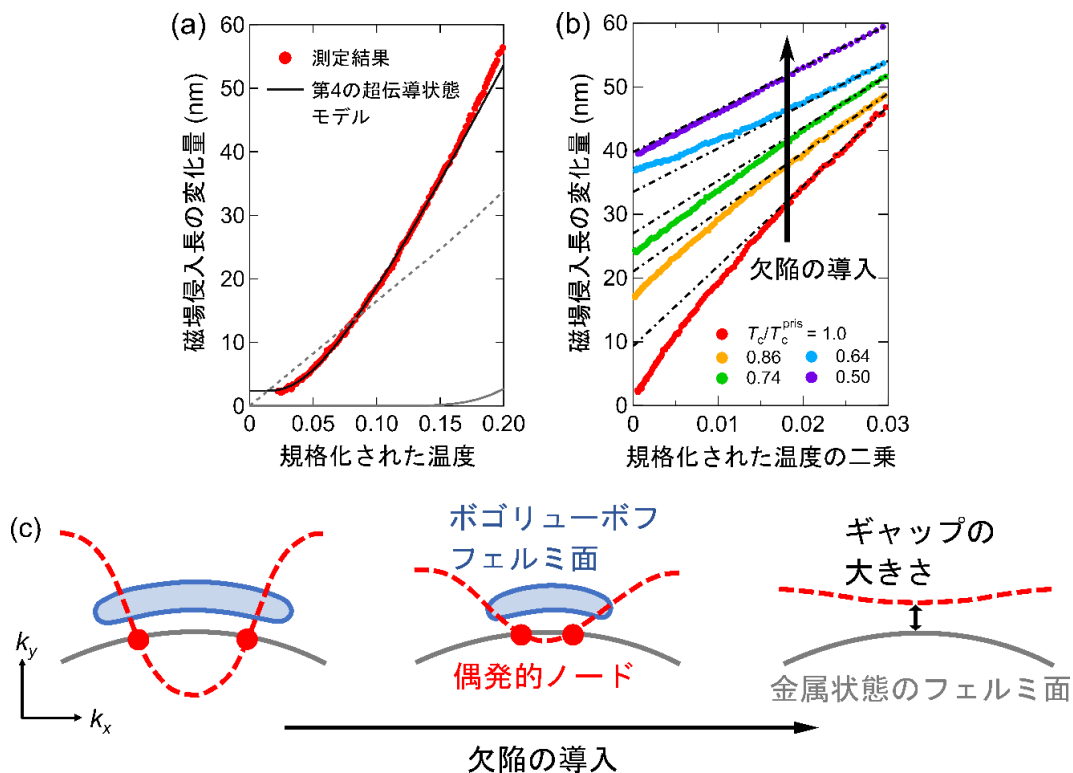 (a)
磁場侵入長の変化量 (nm)
60
50
40
30
20
10
0
測定結果
第4の超伝導状態
モデル
0
0.05
0.10
0.15
0.20
規格化された温度
(b)
磁場侵入長の変化量 (nm)
60
50
40
30
20
10
0
欠陥の導入
Tc/Tc^pris = 1.0
0.86
0.64
0.74
0.50
0
0.01
0.02
0.03
規格化された温度の二乗
(c)
ボゴリューボフ
フェルミ面
ギャップの
大きさ
ky
kx
偶発的ノード
金属状態のフェルミ面
欠陥の導入